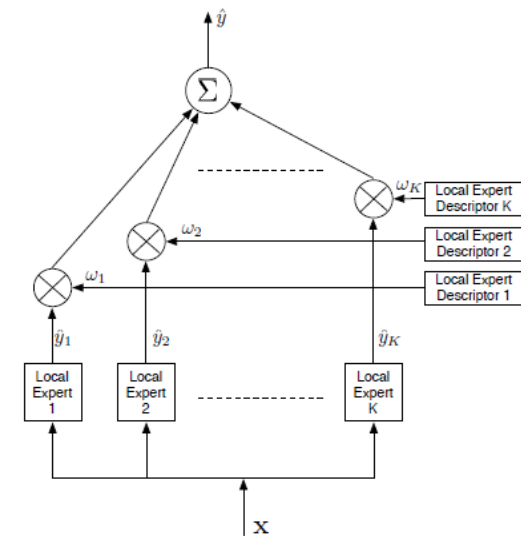 ŷ
Σ
ω_K
Local Expert
Descriptor K
ω_2
Local Expert
Descriptor 2
ω_1
Local Expert
Descriptor 1
ŷ_1
ŷ_2
ŷ_K
Local
Expert
1
Local
Expert
2
Local
Expert
K
x